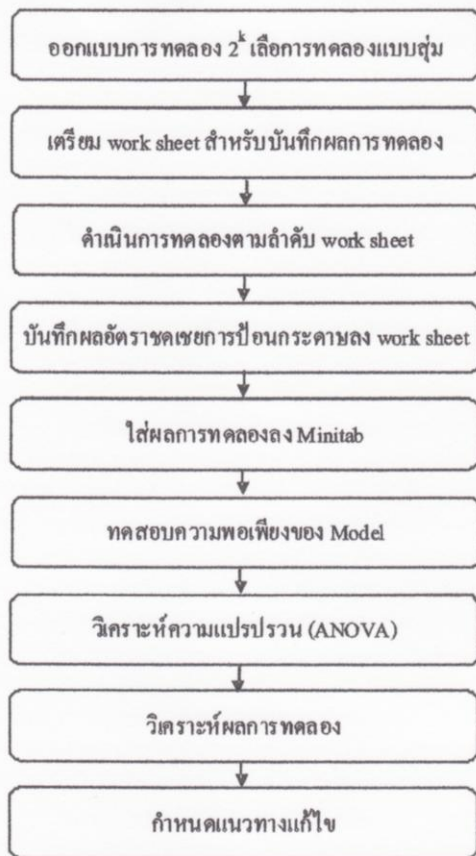 ออกแบบการทดลอง 2^k เลือการทดลองแบบสุ่ม
เตรียม work sheet สำหรับบันทึกผลการทดลอง
ดำเนินการทดลองตามลำดับ work sheet
บันทึกผลอัตราชดเชยการป้อนกระดาษลง work sheet
ใส่ผลการทดลองลง Minitab
ทดสอบความพอเพียงของ Model
วิเคราะห์ความแปรปรวน (ANOVA)
วิเคราะห์ผลการทดลอง
กำหนดแนวทางแก้ไข